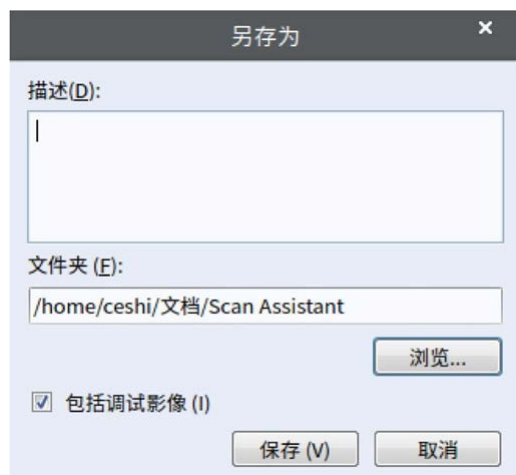 另存为
描述(D):
文件夹 (F):
/home/ceshi/文档/Scan Assistant
浏览...
包括调试影像 (I)
保存 (V)
取消